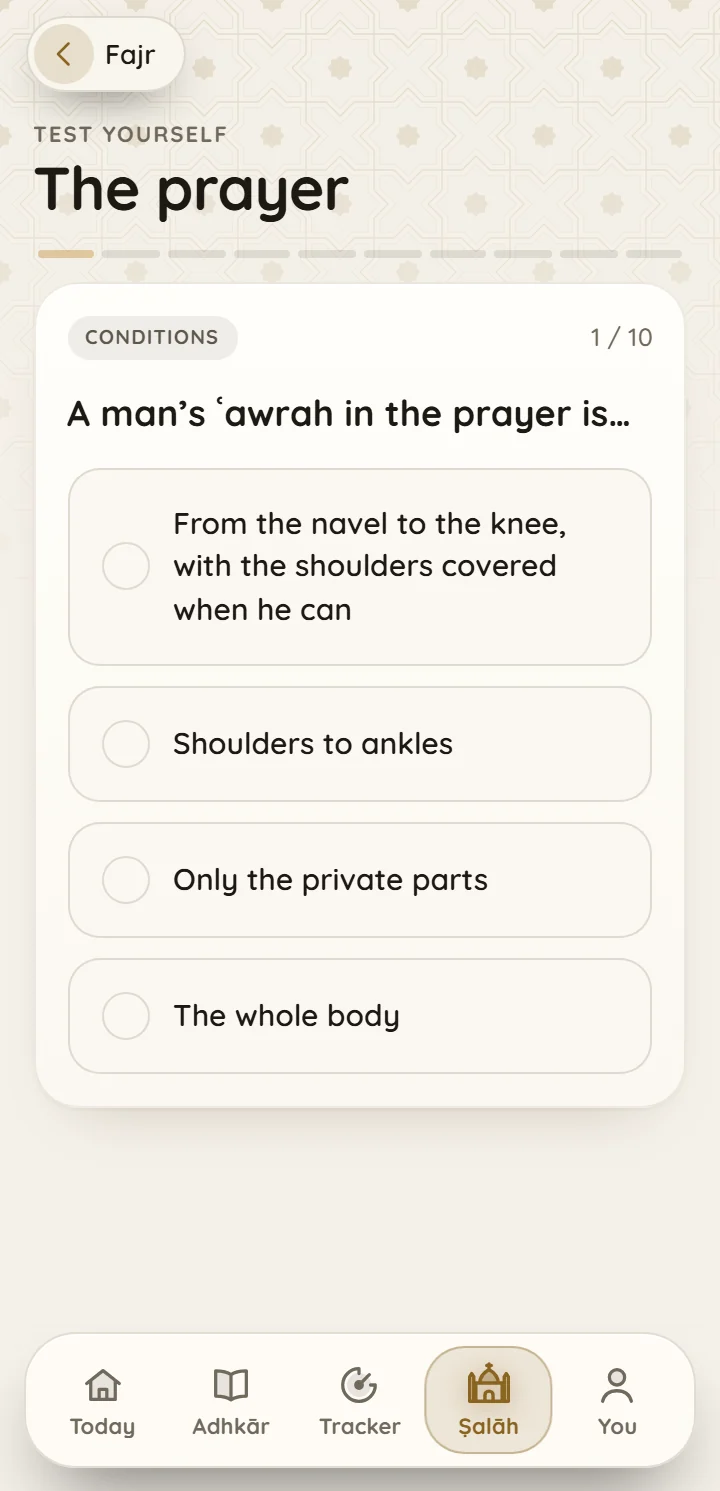 Fajr
TEST YOURSELF
The prayer
CONDITIONS
1 / 10
A man’s ʿawrah in the prayer is…
From the navel to the knee,
with the shoulders covered
when he can
Shoulders to ankles
Only the private parts
The whole body
Today
Adhkār
Tracker
Ṣalāh
You